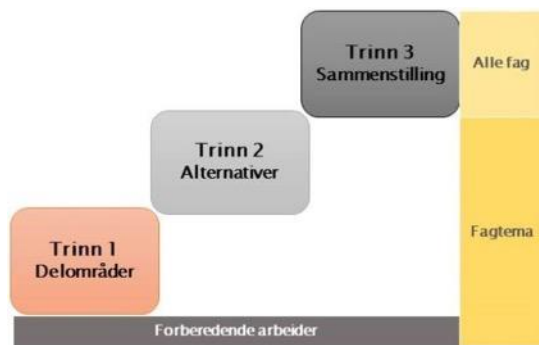 Trinn 3
Sammenstilling
Alle fag
Trinn 2
Alternativer
Trinn 1
Delområder
Fagtema
Forberedende arbeider